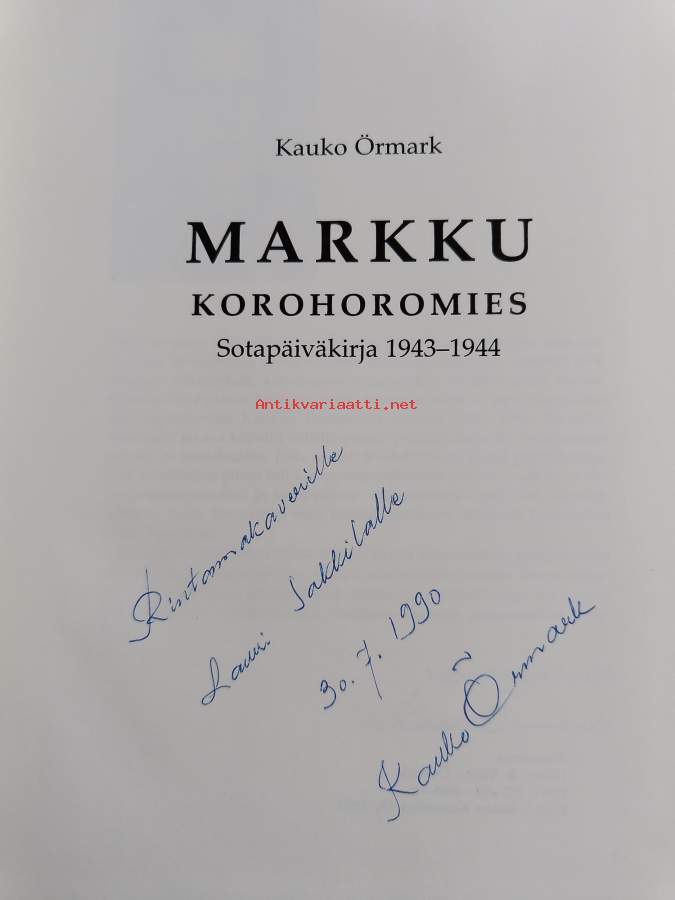 Kauko Örmark
MARKKU
KOROHOROMIES
Sotapäiväkirja 1943–1944
Antikvariaatti.net
Rintamakaverille
Lauri Sakkilalle
30.7.1990
Kauko Örmark